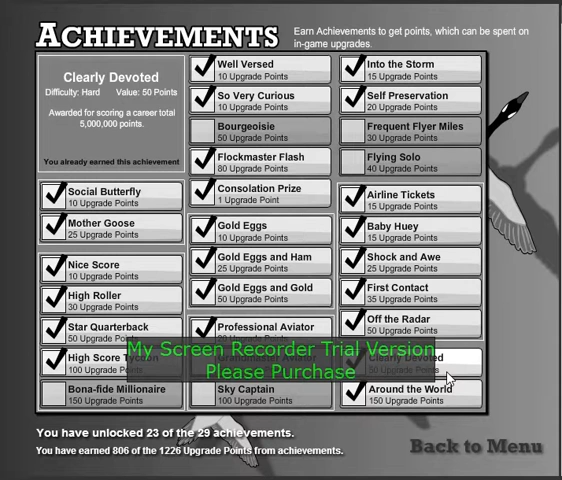 ACHIEVEMENTS
Earn Achievements to get points, which can be spent on
in-game upgrades.
Clearly Devoted
Difficulty: Hard Value: 50 Points
Awarded for scoring a career total
5,000,000 points.
You already earned this achievement
Social Butterfly
10 Upgrade Points
Mother Goose
25 Upgrade Points
Nice Score
10 Upgrade Points
High Roller
30 Upgrade Points
Star Quarterback
50 Upgrade Points
High Score Tycoon
100 Upgrade Points
Bona-fide Millionaire
150 Upgrade Points
Well Versed
10 Upgrade Points
So Very Curious
10 Upgrade Points
Bourgeoisie
50 Upgrade Points
Flockmaster Flash
80 Upgrade Points
Consolation Prize
1 Upgrade Point
Gold Eggs
10 Upgrade Points
Gold Eggs and Ham
25 Upgrade Points
Gold Eggs and Gold
50 Upgrade Points
Professional Aviator
20 Upgrade Points
Grandmaster Aviator
Sky Captain
100 Upgrade Points
Into the Storm
15 Upgrade Points
Self Preservation
20 Upgrade Points
Frequent Flyer Miles
30 Upgrade Points
Flying Solo
40 Upgrade Points
Airline Tickets
15 Upgrade Points
Baby Huey
15 Upgrade Points
Shock and Awe
25 Upgrade Points
First Contact
35 Upgrade Points
Off the Radar
50 Upgrade Points
Clearly Devoted
50 Upgrade Points
Around the World
150 Upgrade Points
My Screen Recorder Trial Version
Please Purchase
You have unlocked 23 of the 29 achievements.
You have earned 806 of the 1226 Upgrade Points from achievements.
Back to Menu